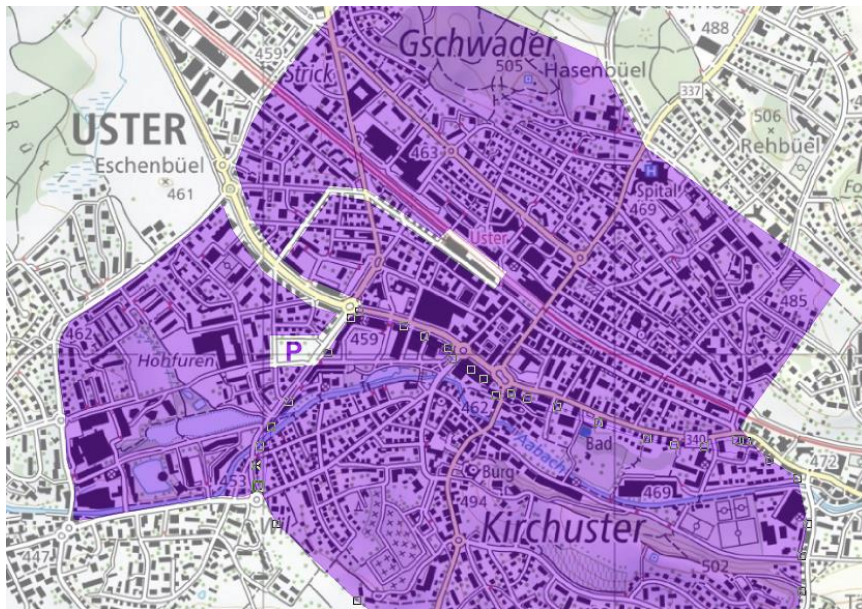 488
459
Gschwader
505
Hasenbüel
Strick
337
USTER
506
Rehbüel
Eschenbüel
463
H
461
Spital
469
Uster
485
462
459
P
Hohfuren
462
340
Aabach
Bad
472
453
Burg
469
494
Wil
Kirchuster
447
502